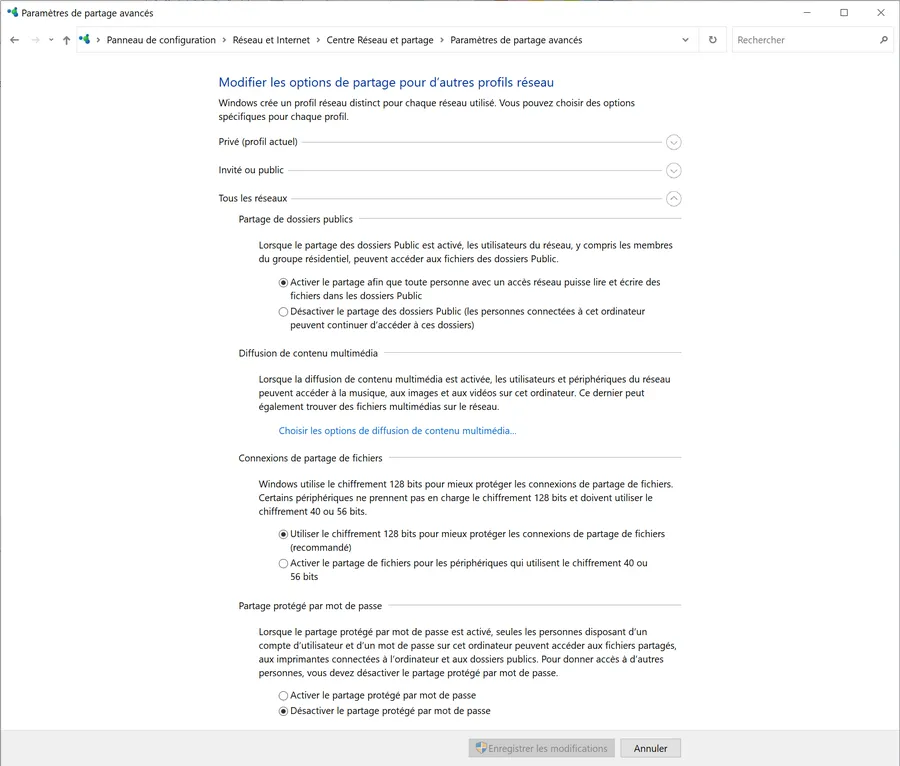 Paramètres de partage avancés
Panneau de configuration > Réseau et Internet > Centre Réseau et partage > Paramètres de partage avancés
Rechercher
Modifier les options de partage pour d'autres profils réseau
Windows crée un profil réseau distinct pour chaque réseau utilisé. Vous pouvez choisir des options
spécifiques pour chaque profil.
Privé (profil actuel)
Invité ou public
Tous les réseaux
Partage de dossiers publics
Lorsque le partage des dossiers Public est activé, les utilisateurs du réseau, y compris les membres
du groupe résidentiel, peuvent accéder aux fichiers des dossiers Public.
Activer le partage afin que toute personne avec un accès réseau puisse lire et écrire des
fichiers dans les dossiers Public
Désactiver le partage des dossiers Public (les personnes connectées à cet ordinateur
peuvent continuer d'accéder à ces dossiers)
Diffusion de contenu multimédia
Lorsque la diffusion de contenu multimédia est activée, les utilisateurs et périphériques du réseau
peuvent accéder à la musique, aux images et aux vidéos sur cet ordinateur. Ce dernier peut
également trouver des fichiers multimédias sur le réseau.
Choisir les options de diffusion de contenu multimédia...
Connexions de partage de fichiers
Windows utilise le chiffrement 128 bits pour mieux protéger les connexions de partage de fichiers.
Certains périphériques ne prennent pas en charge le chiffrement 128 bits et doivent utiliser le
chiffrement 40 ou 56 bits.
Utiliser le chiffrement 128 bits pour mieux protéger les connexions de partage de fichiers
(recommandé)
Activer le partage de fichiers pour les périphériques qui utilisent le chiffrement 40 ou
56 bits
Partage protégé par mot de passe
Lorsque le partage protégé par mot de passe est activé, seules les personnes disposant d'un
compte d'utilisateur et d'un mot de passe sur cet ordinateur peuvent accéder aux fichiers partagés,
aux imprimantes connectées à l'ordinateur et aux dossiers publics. Pour donner accès à d'autres
personnes, vous devez désactiver le partage protégé par mot de passe.
Activer le partage protégé par mot de passe
Désactiver le partage protégé par mot de passe
Enregistrer les modifications
Annuler